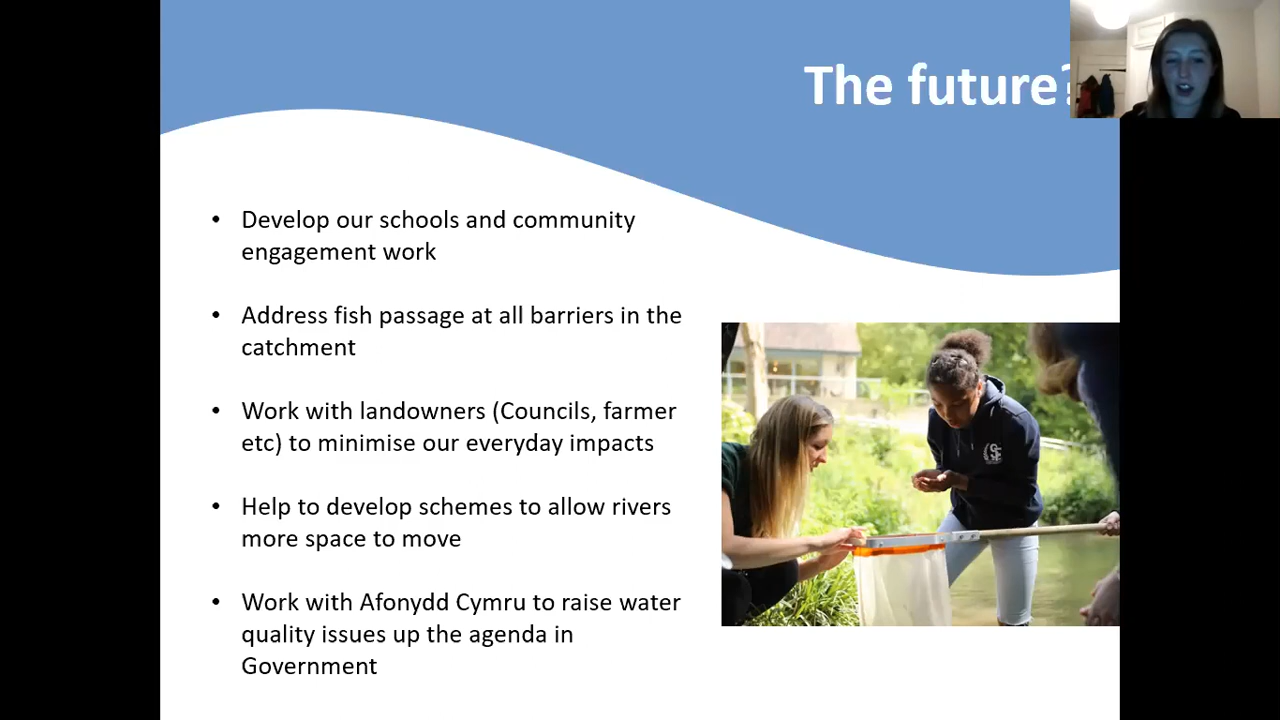 The future?
• Develop our schools and community
engagement work
• Address fish passage at all barriers in the
catchment
• Work with landowners (Councils, farmer
etc) to minimise our everyday impacts
• Help to develop schemes to allow rivers
more space to move
• Work with Afonydd Cymru to raise water
quality issues up the agenda in
Government